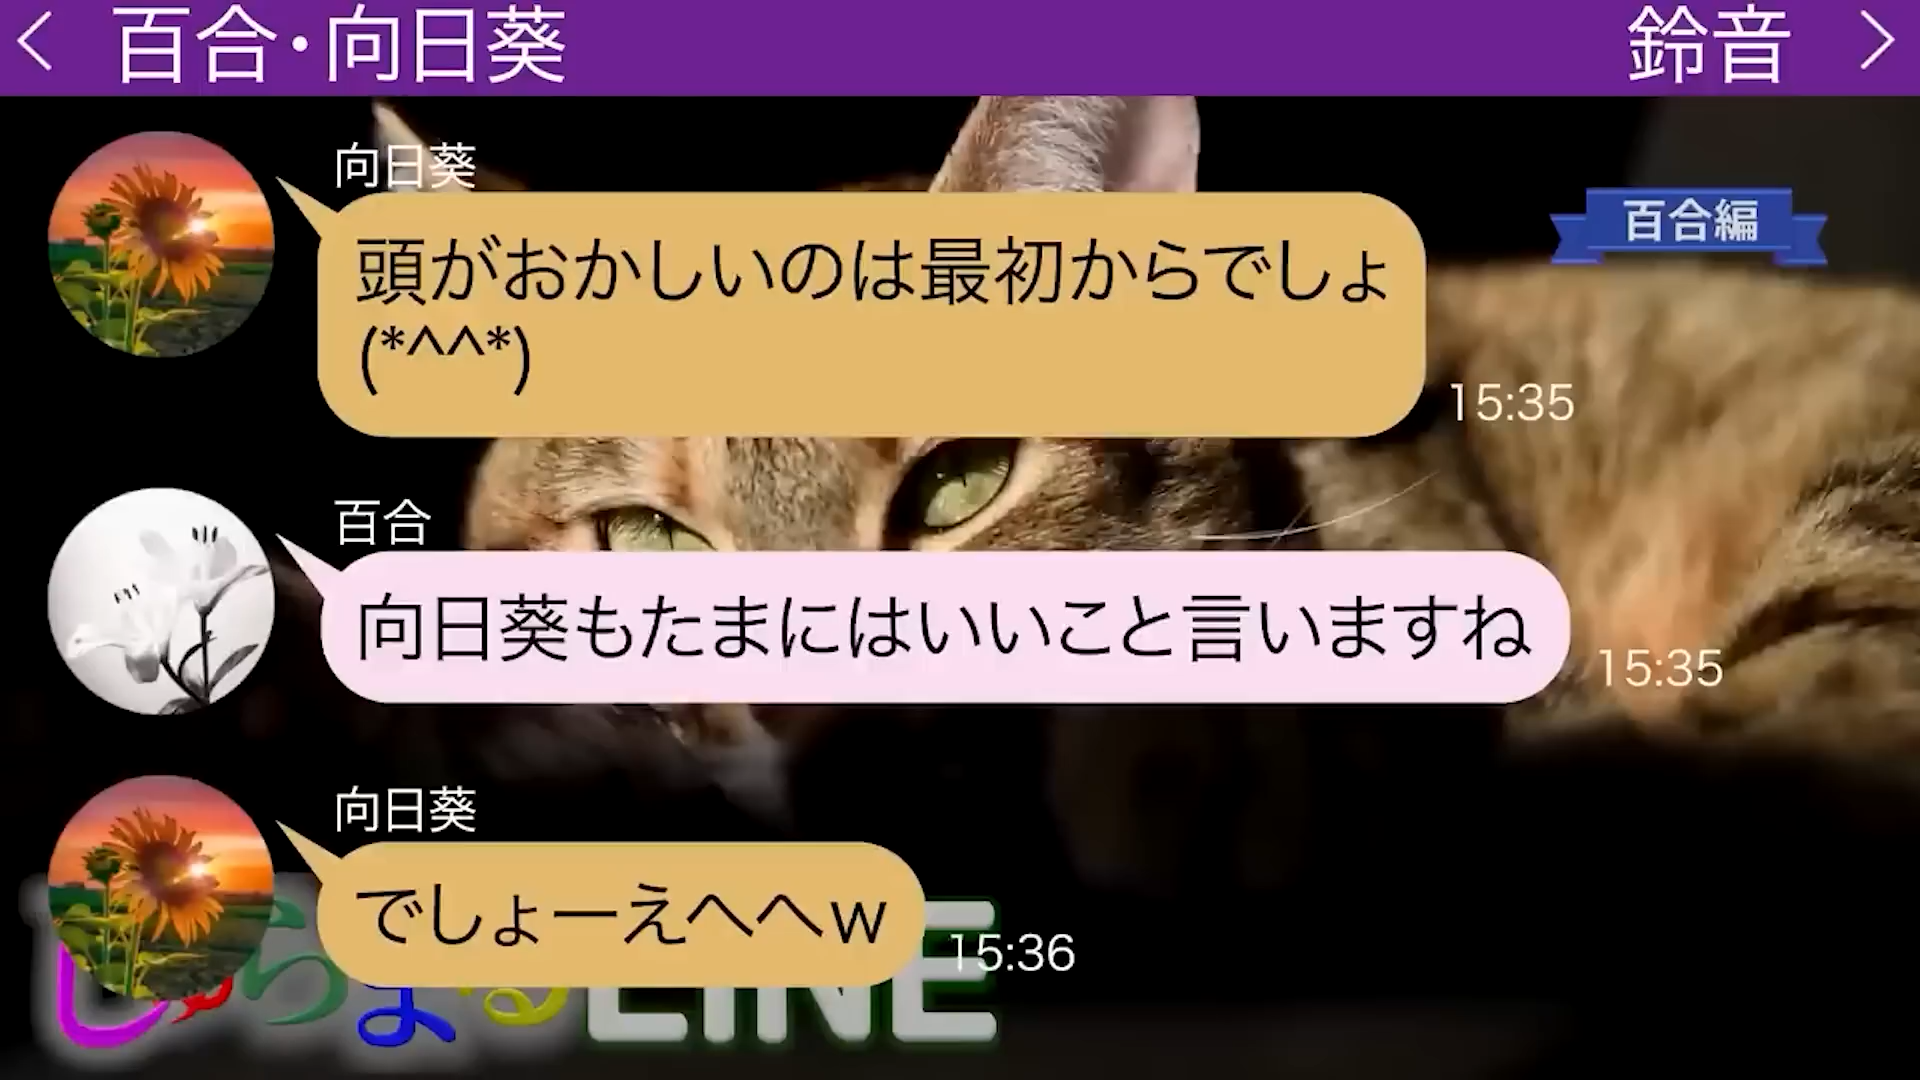 百合・向日葵
鈴音
向日葵
百合編
頭がおかしいのは最初からでしょ
(*^^*)
15:35
百合
向日葵もたまにはいいこと言いますね
15:35
向日葵
でしょーえへへw
15:36
LINE